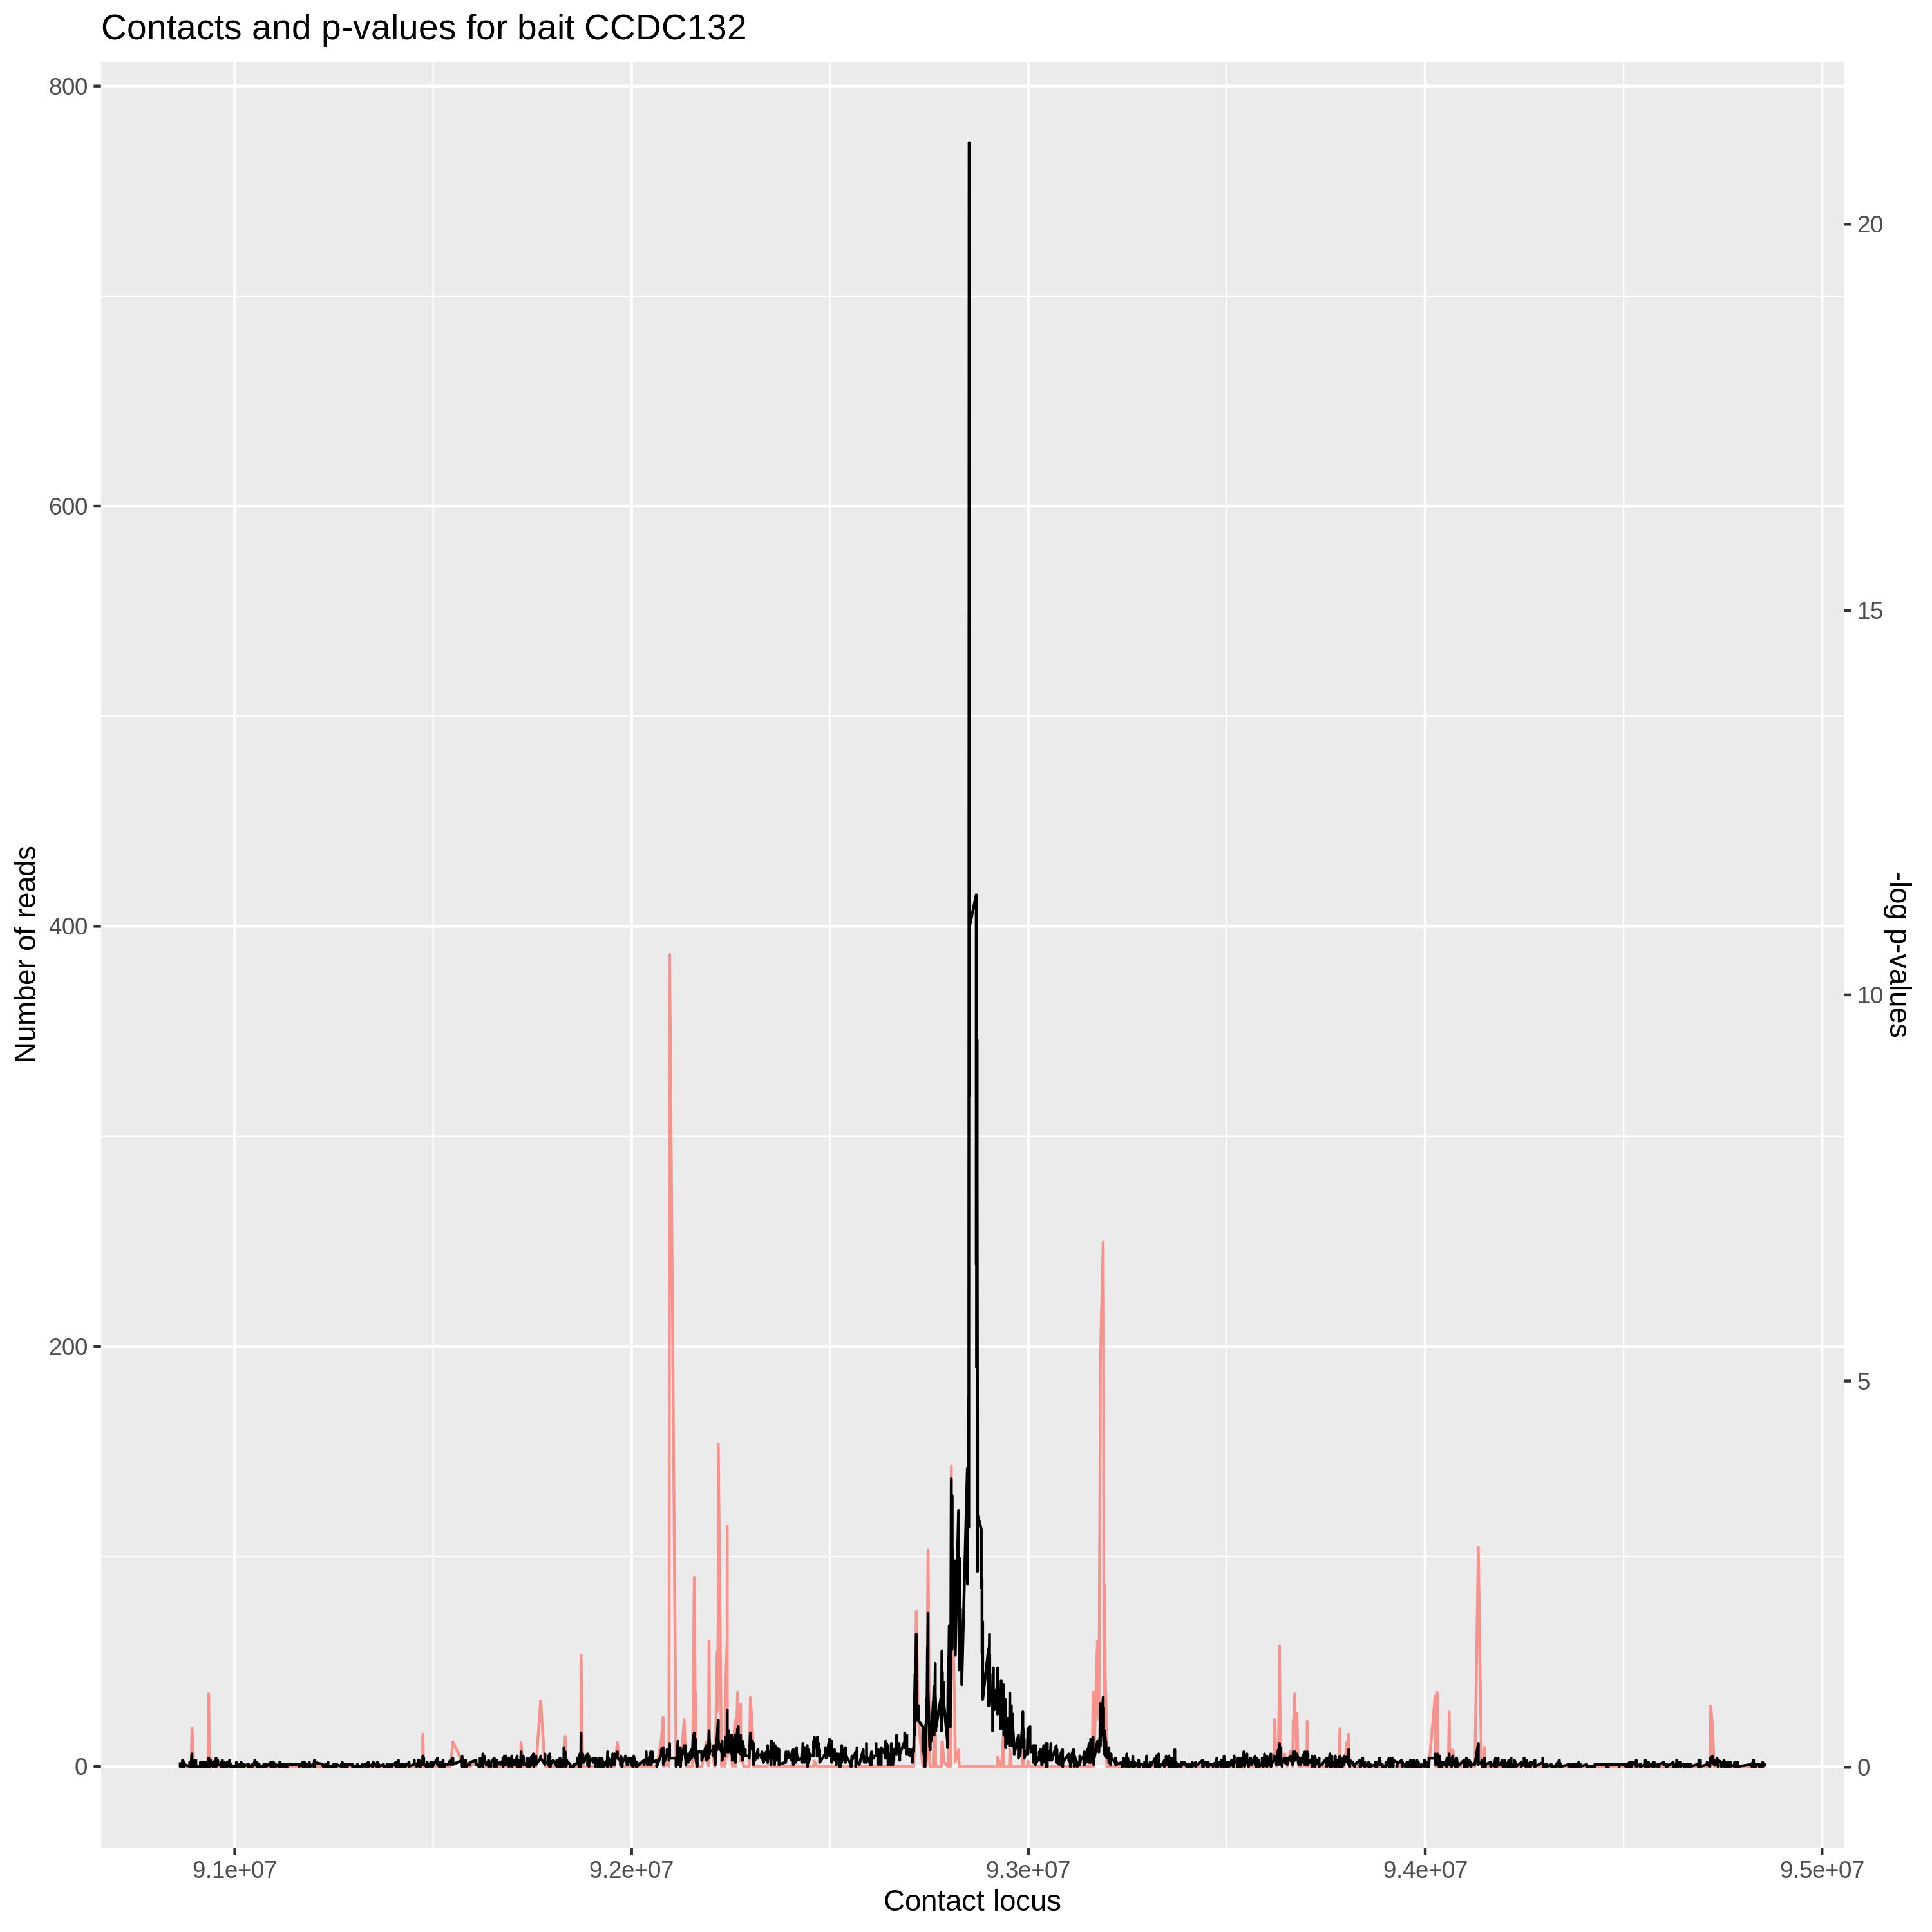 Contacts and p-values for bait CCDC132
800
600
400
200
0
Number of reads
20
15
10
5
0
-log p-values
9.1e+07
9.2e+07
9.3e+07
9.4e+07
9.5e+07
Contact locus